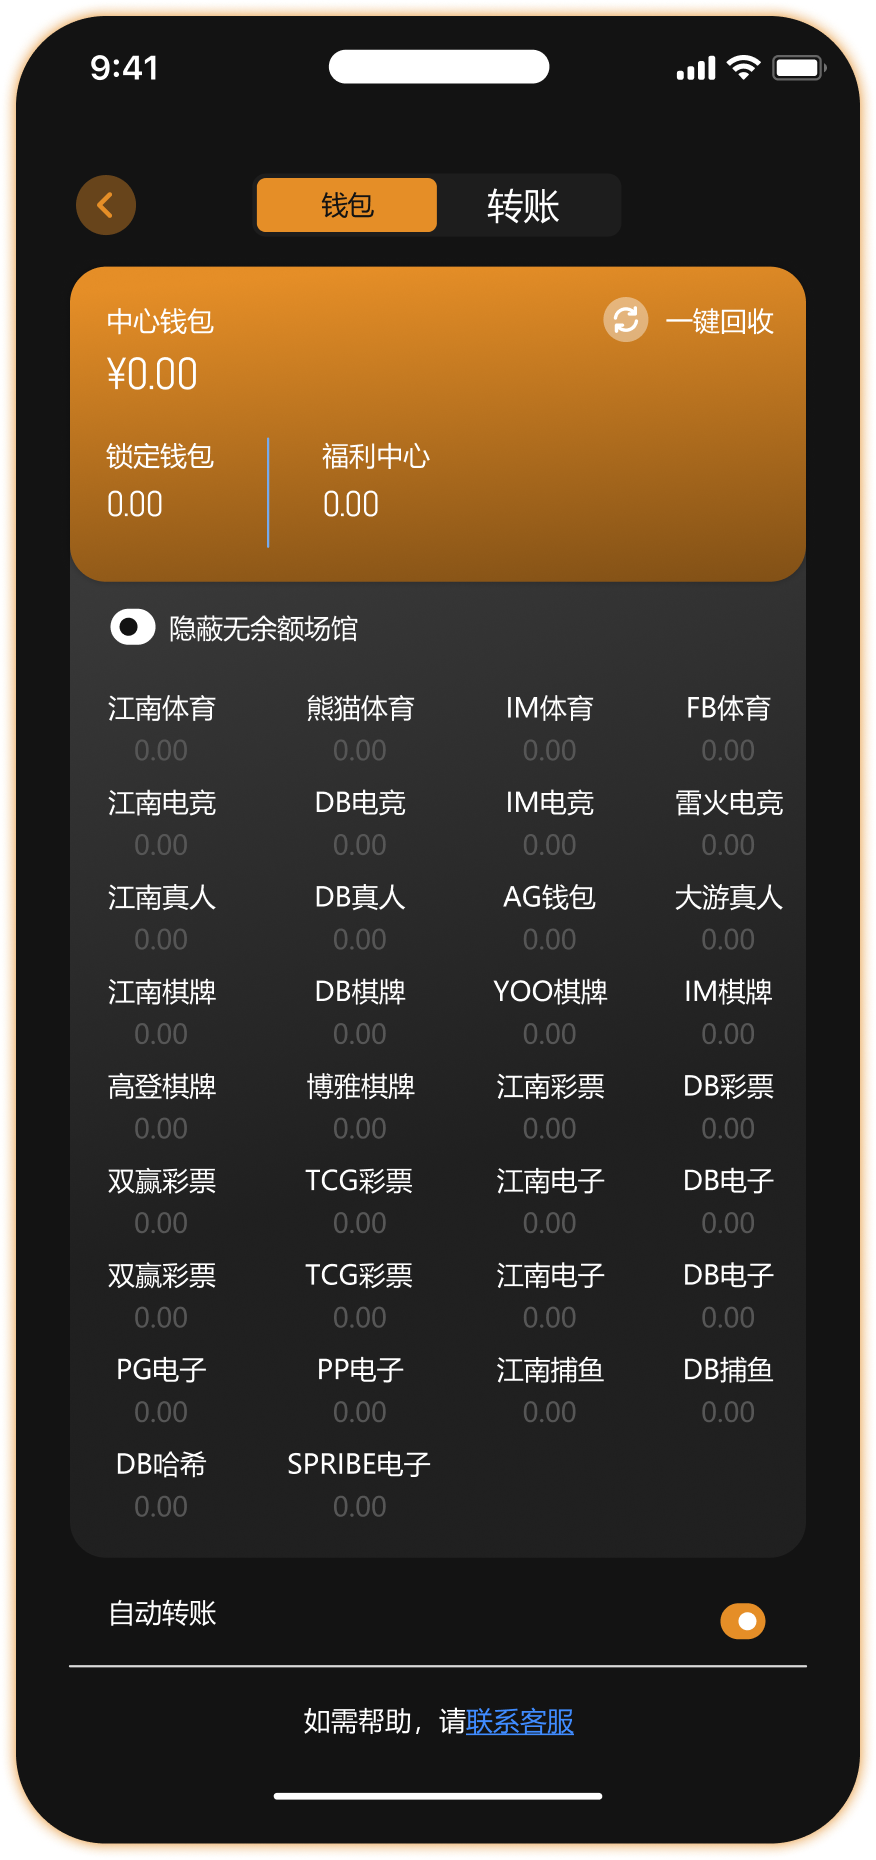 9:41
钱包 转账
中心钱包 一键回收
¥0.00
锁定钱包 福利中心
0.00 0.00
隐蔽无余额场馆
江南体育 熊猫体育 IM体育 FB体育
0.00 0.00 0.00 0.00
江南电竞 DB电竞 IM电竞 雷火电竞
0.00 0.00 0.00 0.00
江南真人 DB真人 AG钱包 大游真人
0.00 0.00 0.00 0.00
江南棋牌 DB棋牌 YOO棋牌 IM棋牌
0.00 0.00 0.00 0.00
高登棋牌 博雅棋牌 江南彩票 DB彩票
0.00 0.00 0.00 0.00
双赢彩票 TCG彩票 江南电子 DB电子
0.00 0.00 0.00 0.00
双赢彩票 TCG彩票 江南电子 DB电子
0.00 0.00 0.00 0.00
PG电子 PP电子 江南捕鱼 DB捕鱼
0.00 0.00 0.00 0.00
DB哈希 SPRIBE电子
0.00 0.00
自动转账
如需帮助，请联系客服